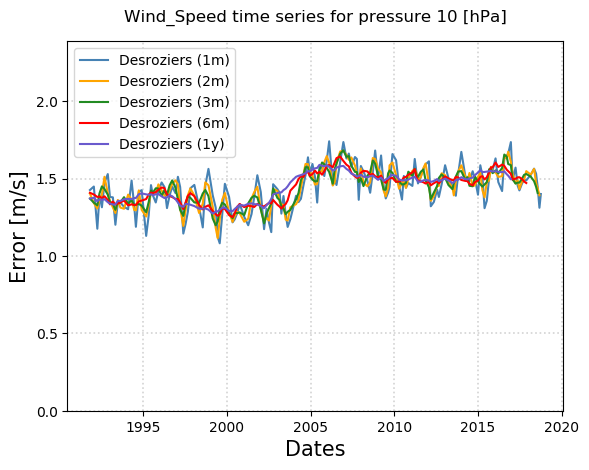 Wind_Speed time series for pressure 10 [hPa]
Desroziers (1m)
Desroziers (2m)
Desroziers (3m)
Desroziers (6m)
Desroziers (1y)
Error [m/s]
2.0
1.5
1.0
0.5
0.0
1995 2000 2005 2010 2015 2020
Dates